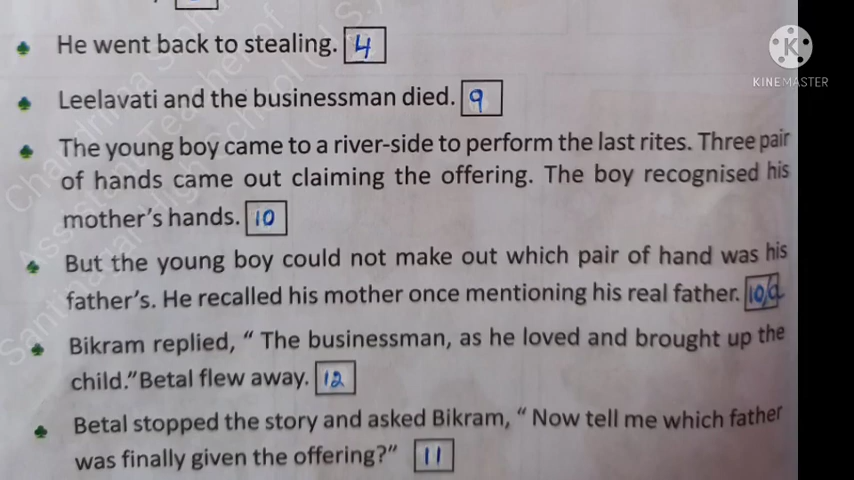 He went back to stealing. 4
Leelavati and the businessman died. 9
The young boy came to a river-side to perform the last rites. Three pair
of hands came out claiming the offering. The boy recognised his
mother's hands. 10
But the young boy could not make out which pair of hand was his
father's. He recalled his mother once mentioning his real father. 10/a
Bikram replied, “ The businessman, as he loved and brought up the
child.”Betal flew away. 12
Betal stopped the story and asked Bikram, “ Now tell me which father
was finally given the offering?” 11
K
KINEMASTER